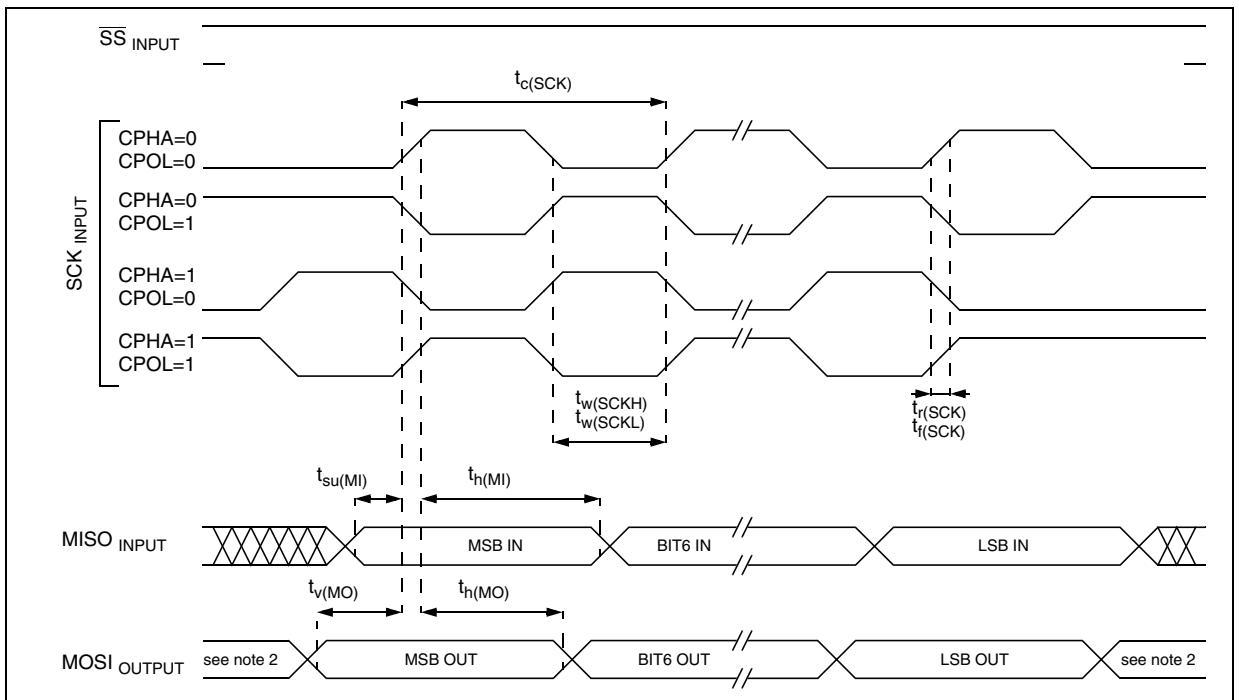 SS INPUT
tc(SCK)
SCK INPUT
CPHA=0
CPOL=0
CPHA=0
CPOL=1
CPHA=1
CPOL=0
CPHA=1
CPOL=1
tw(SCKH)
tw(SCKL)
tr(SCK)
tf(SCK)
tsu(MI)
th(MI)
MISO INPUT
MSB IN
BIT6 IN
LSB IN
tv(MO)
th(MO)
MOSI OUTPUT
see note 2
MSB OUT
BIT6 OUT
LSB OUT
see note 2